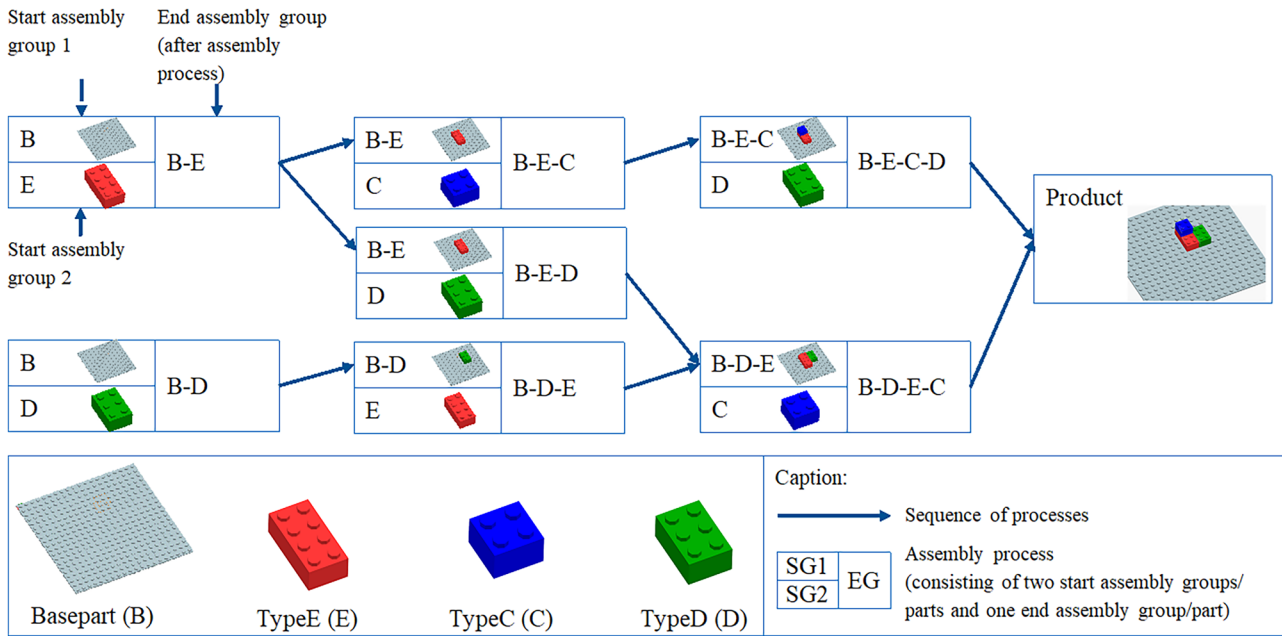 Start assembly
group 1
End assembly group
(after assembly
process)
B
E
B-E
Start assembly
group 2
B-E
C
B-E-C
B-E
D
B-E-D
B-E-C
D
B-E-C-D
Product
B
D
B-D
B-D
E
B-D-E
B-D-E
C
B-D-E-C
Basepart (B)
TypeE (E)
TypeC (C)
TypeD (D)
Caption:
Sequence of processes
SG1
SG2
EG
Assembly process
(consisting of two start assembly groups/
parts and one end assembly group/part)